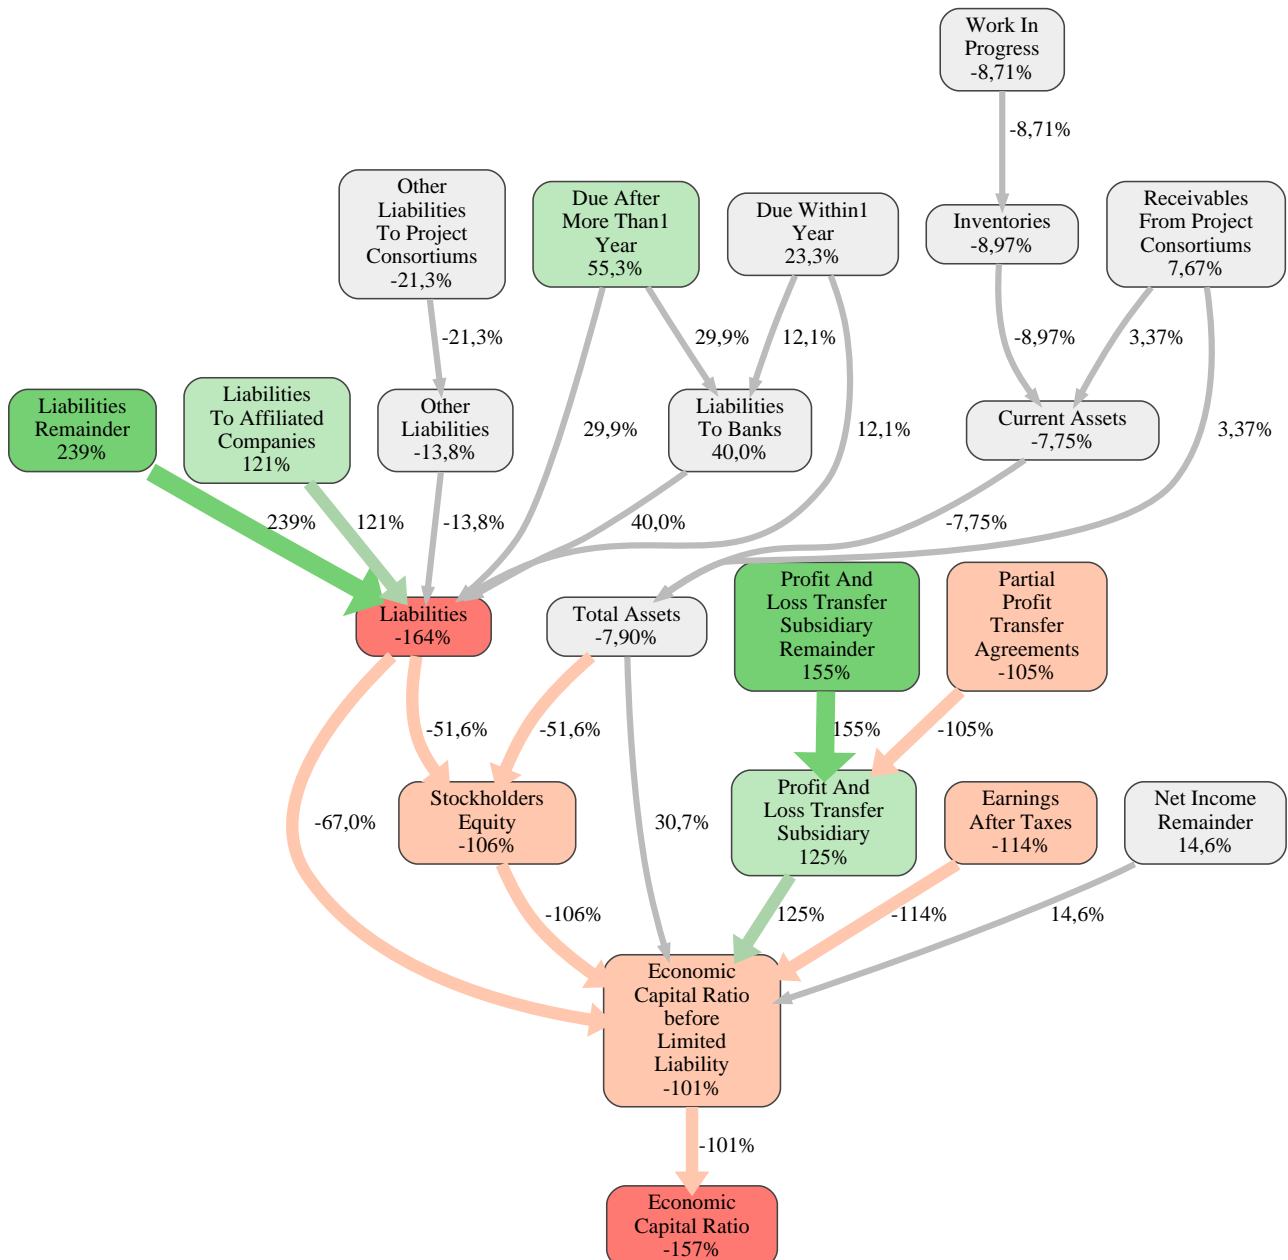 Work In
Progress
-8,71%
-8,71%
Other
Liabilities
To Project
Consortiums
-21,3%
Due After
More Than1
Year
55,3%
Due Within1
Year
23,3%
Inventories
-8,97%
Receivables
From Project
Consortiums
7,67%
-21,3%
29,9%
12,1%
-8,97%
3,37%
Liabilities
Remainder
239%
Liabilities
To Affiliated
Companies
121%
Other
Liabilities
-13,8%
29,9%
Liabilities
To Banks
40,0%
12,1%
Current Assets
-7,75%
3,37%
239%
121%
-13,8%
40,0%
-7,75%
Liabilities
-164%
Total Assets
-7,90%
Profit And
Loss Transfer
Subsidiary
Remainder
155%
Partial
Profit
Transfer
Agreements
-105%
-51,6%
-51,6%
155%
-105%
-67,0%
Stockholders
Equity
-106%
30,7%
Profit And
Loss Transfer
Subsidiary
125%
Earnings
After Taxes
-114%
Net Income
Remainder
14,6%
-106%
125%
-114%
14,6%
Economic
Capital Ratio
before
Limited
Liability
-101%
-101%
Economic
Capital Ratio
-157%